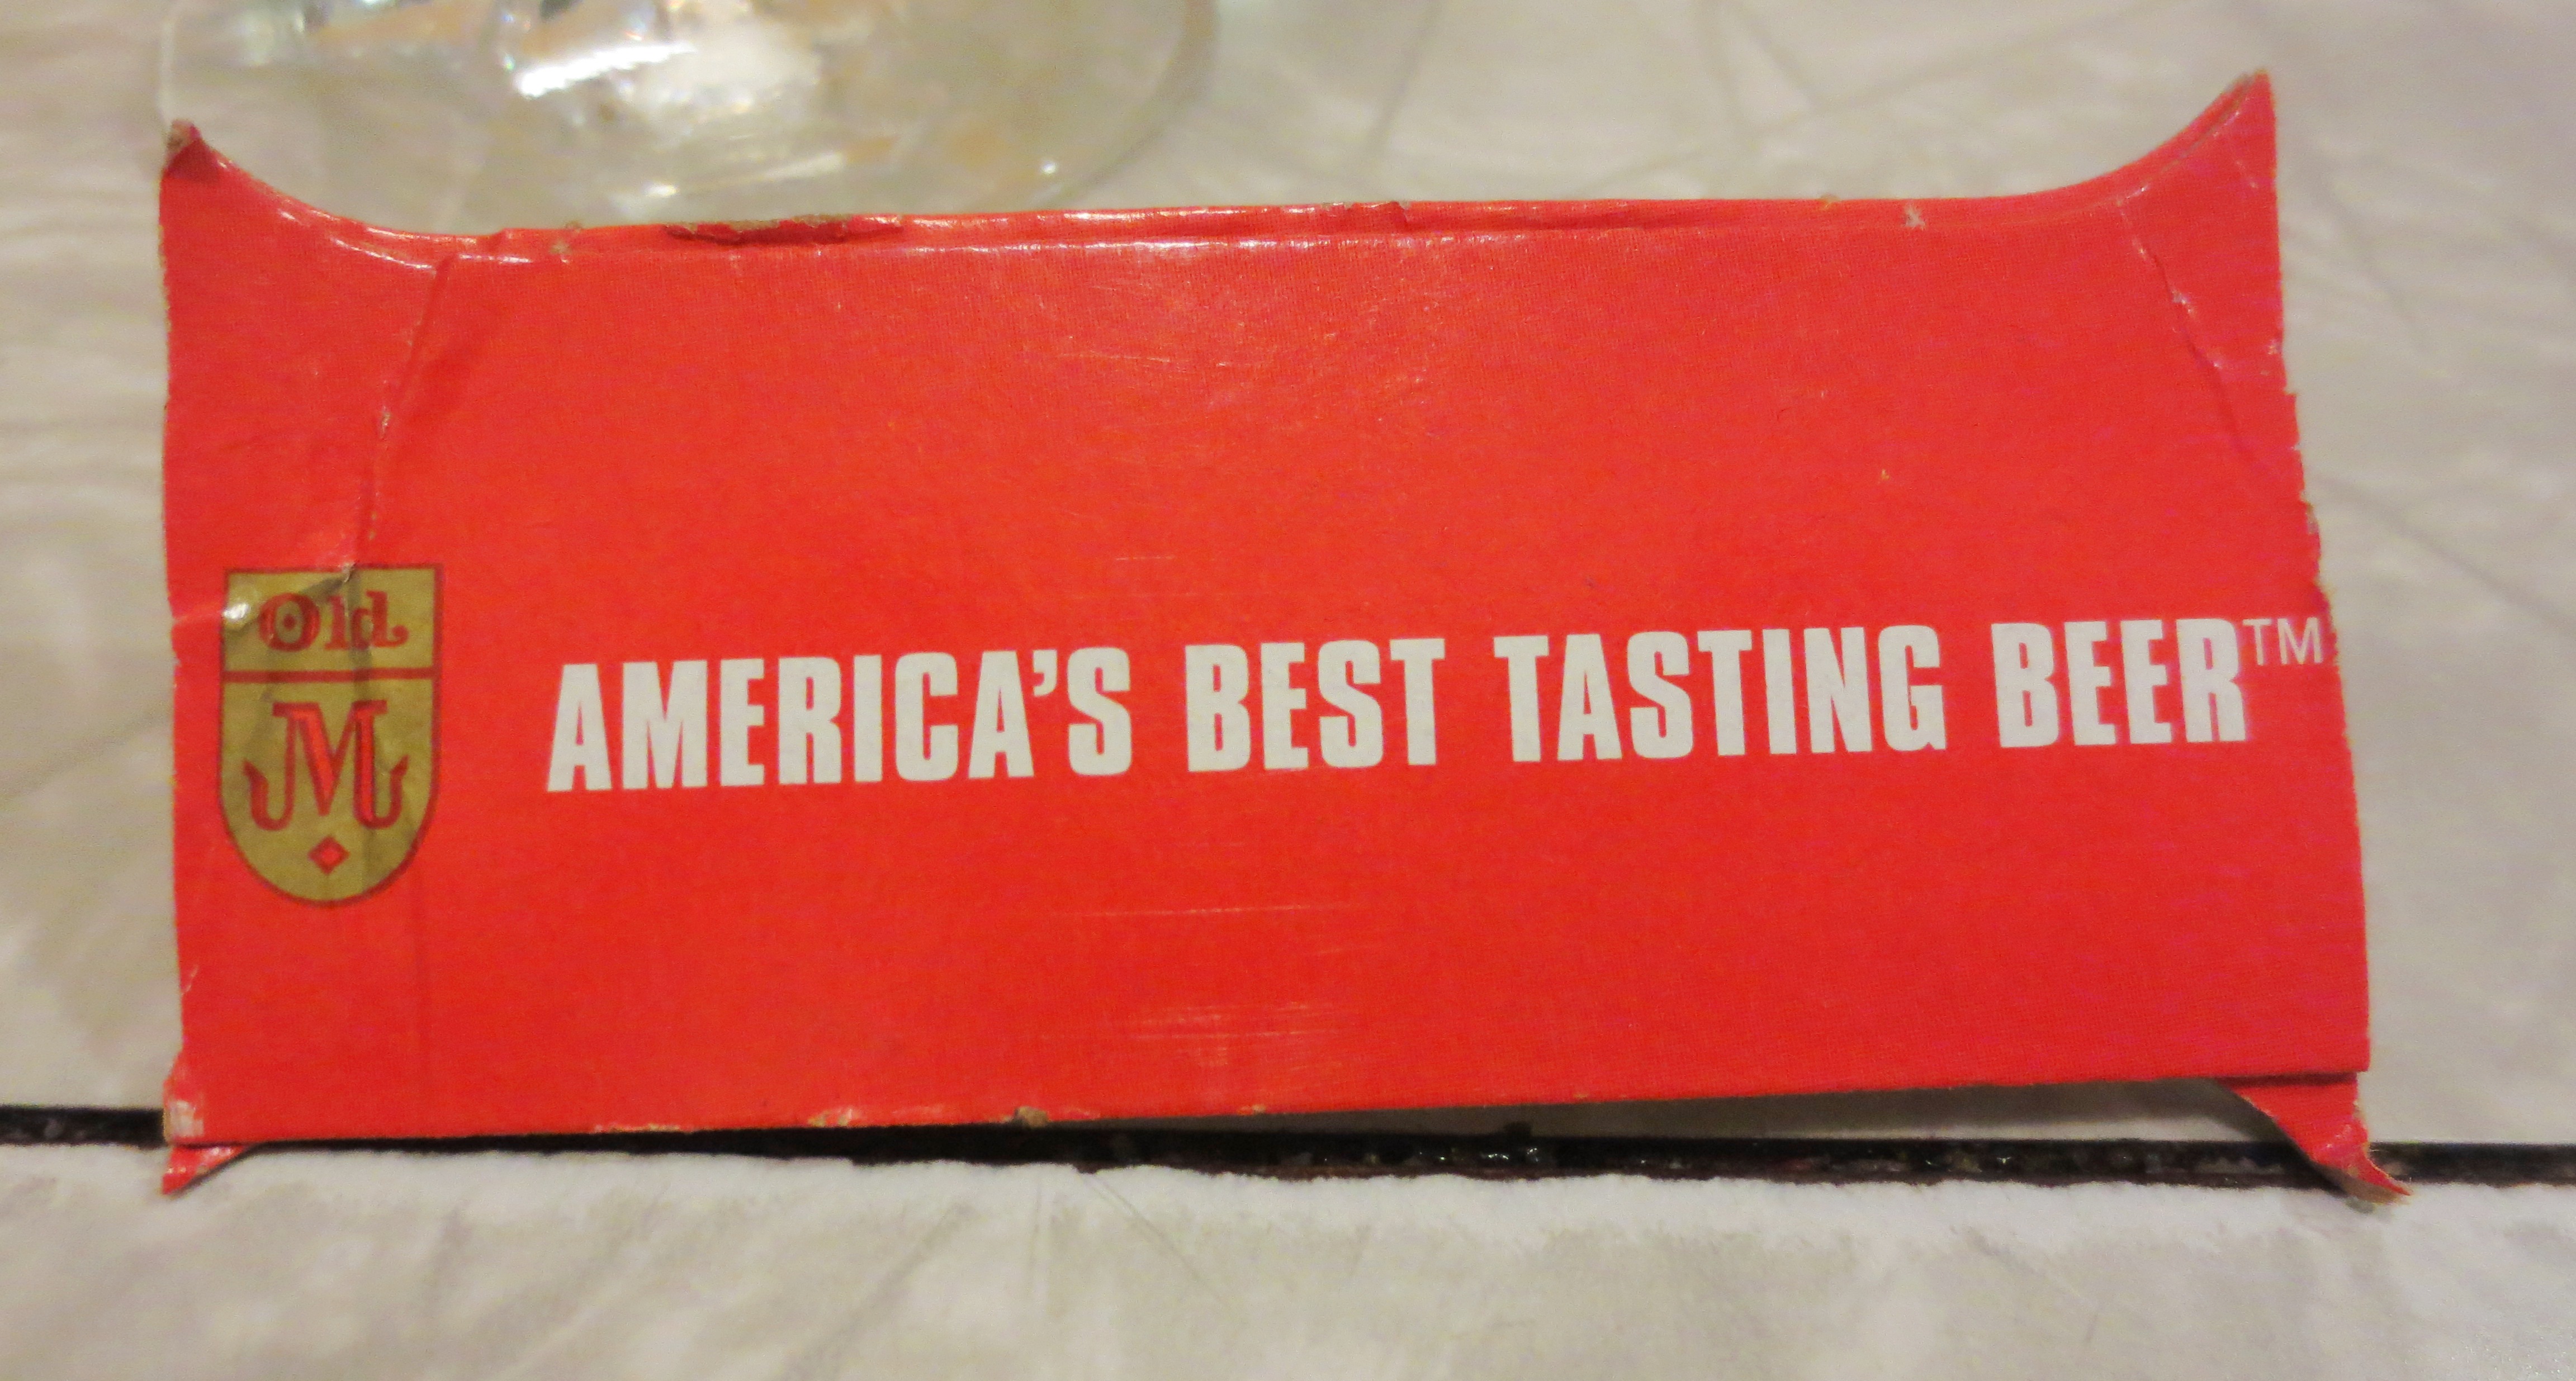 Old
M
AMERICA'S BEST TASTING BEER™